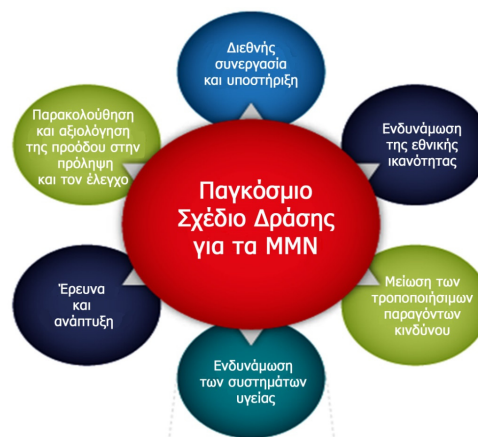 Διεθνής
συνεργασία
και υποστήριξη
Ενδυνάμωση
της εθνικής
ικανότητας
Μείωση των
τροποποιήσιμων
παραγόντων
κινδύνου
Ενδυνάμωση
των συστημάτων
υγείας
Έρευνα
και
ανάπτυξη
Παρακολούθηση
και αξιολόγηση
της προόδου στην
πρόληψη
και τον έλεγχο
Παγκόσμιο
Σχέδιο Δράσης
για τα ΜΜΝ